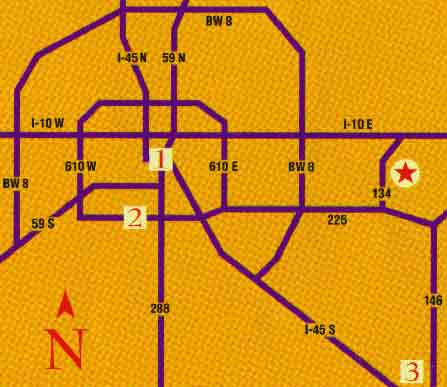 BW 8
I-45 N
59 N
I-10 W
I-10 E
1
610 W
610 E
BW 8
BW 8
134
2
59 S
225
288
146
N
I-45 S
3